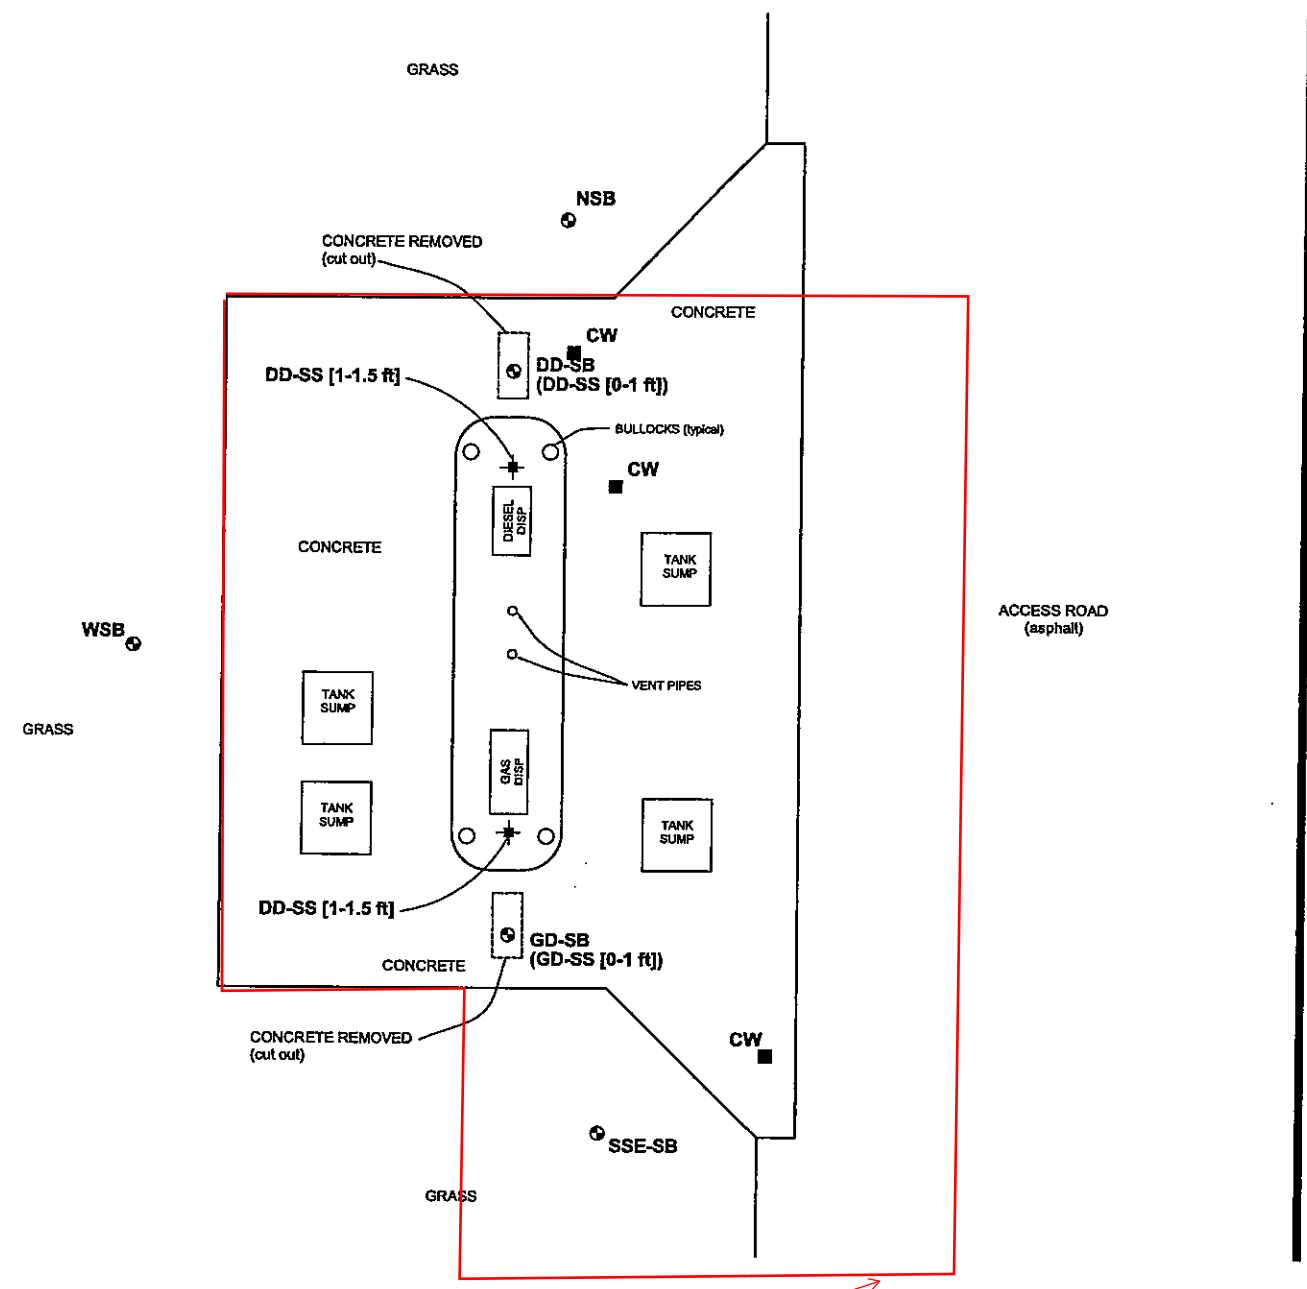 GRASS
NSB
CONCRETE REMOVED
(cut out)
CONCRETE
CW
DD-SB
(DD-SS [0-1 ft])
DD-SS [1-1.5 ft]
BULLOCKS (typical)
CW
DIESEL
DISP
CONCRETE
TANK
SUMP
ACCESS ROAD
(asphalt)
WSB
VENT PIPES
TANK
SUMP
GRASS
GAS
DISP
TANK
SUMP
TANK
SUMP
DD-SS [1-1.5 ft]
GD-SB
(GD-SS [0-1 ft])
CONCRETE
CONCRETE REMOVED
(cut out)
CW
SSE-SB
GRASS